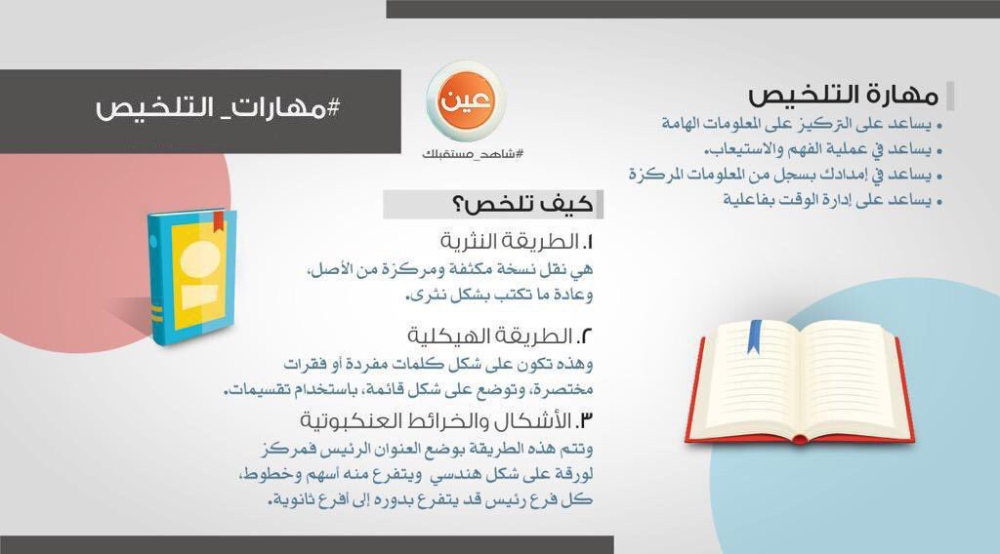 #مهارات_ التلخيص
عين
#شاهد_مستقبلك
مهارة التلخيص
• يساعد على التركيز على المعلومات الهامة
• يساعد في عملية الفهم والاستيعاب.
• يساعد في إمدادك بسجل من المعلومات المركزة
• يساعد على إدارة الوقت بفاعلية
كيف تلخص؟
١. الطريقة النثرية
هي نقل نسخة مكثفة ومركزة من الأصل،
وعادة ما تكتب بشكل نثرى.
٢. الطريقة الهيكلية
وهذه تكون على شكل كلمات مفردة أو فقرات
مختصرة، وتوضع على شكل قائمة، باستخدام تقسيمات.
٣. الأشكال والخرائط العنكبوتية
وتتم هذه الطريقة بوضع العنوان الرئيس فمركز
لورقة على شكل هندسي ويتفرع منه أسهم وخطوط،
كل فرع رئيس قد يتفرع بدوره إلى أفرع ثانوية.